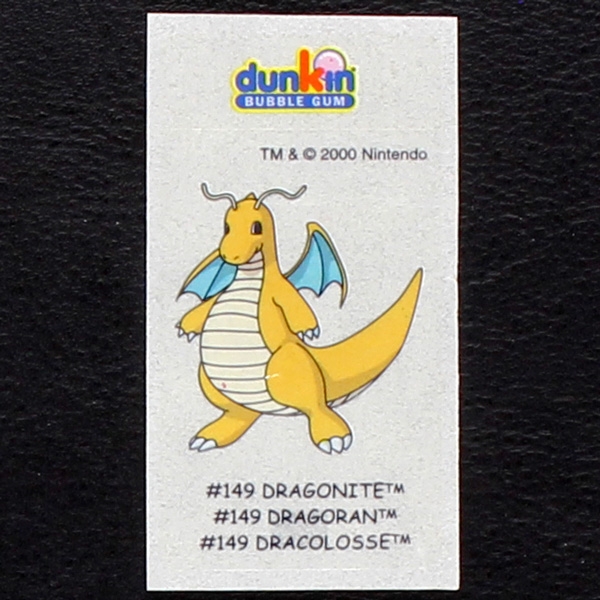 dunkin
BUBBLE GUM
TM & © 2000 Nintendo
#149 DRAGONITE™
#149 DRAGORAN™
#149 DRACOLOSSE™